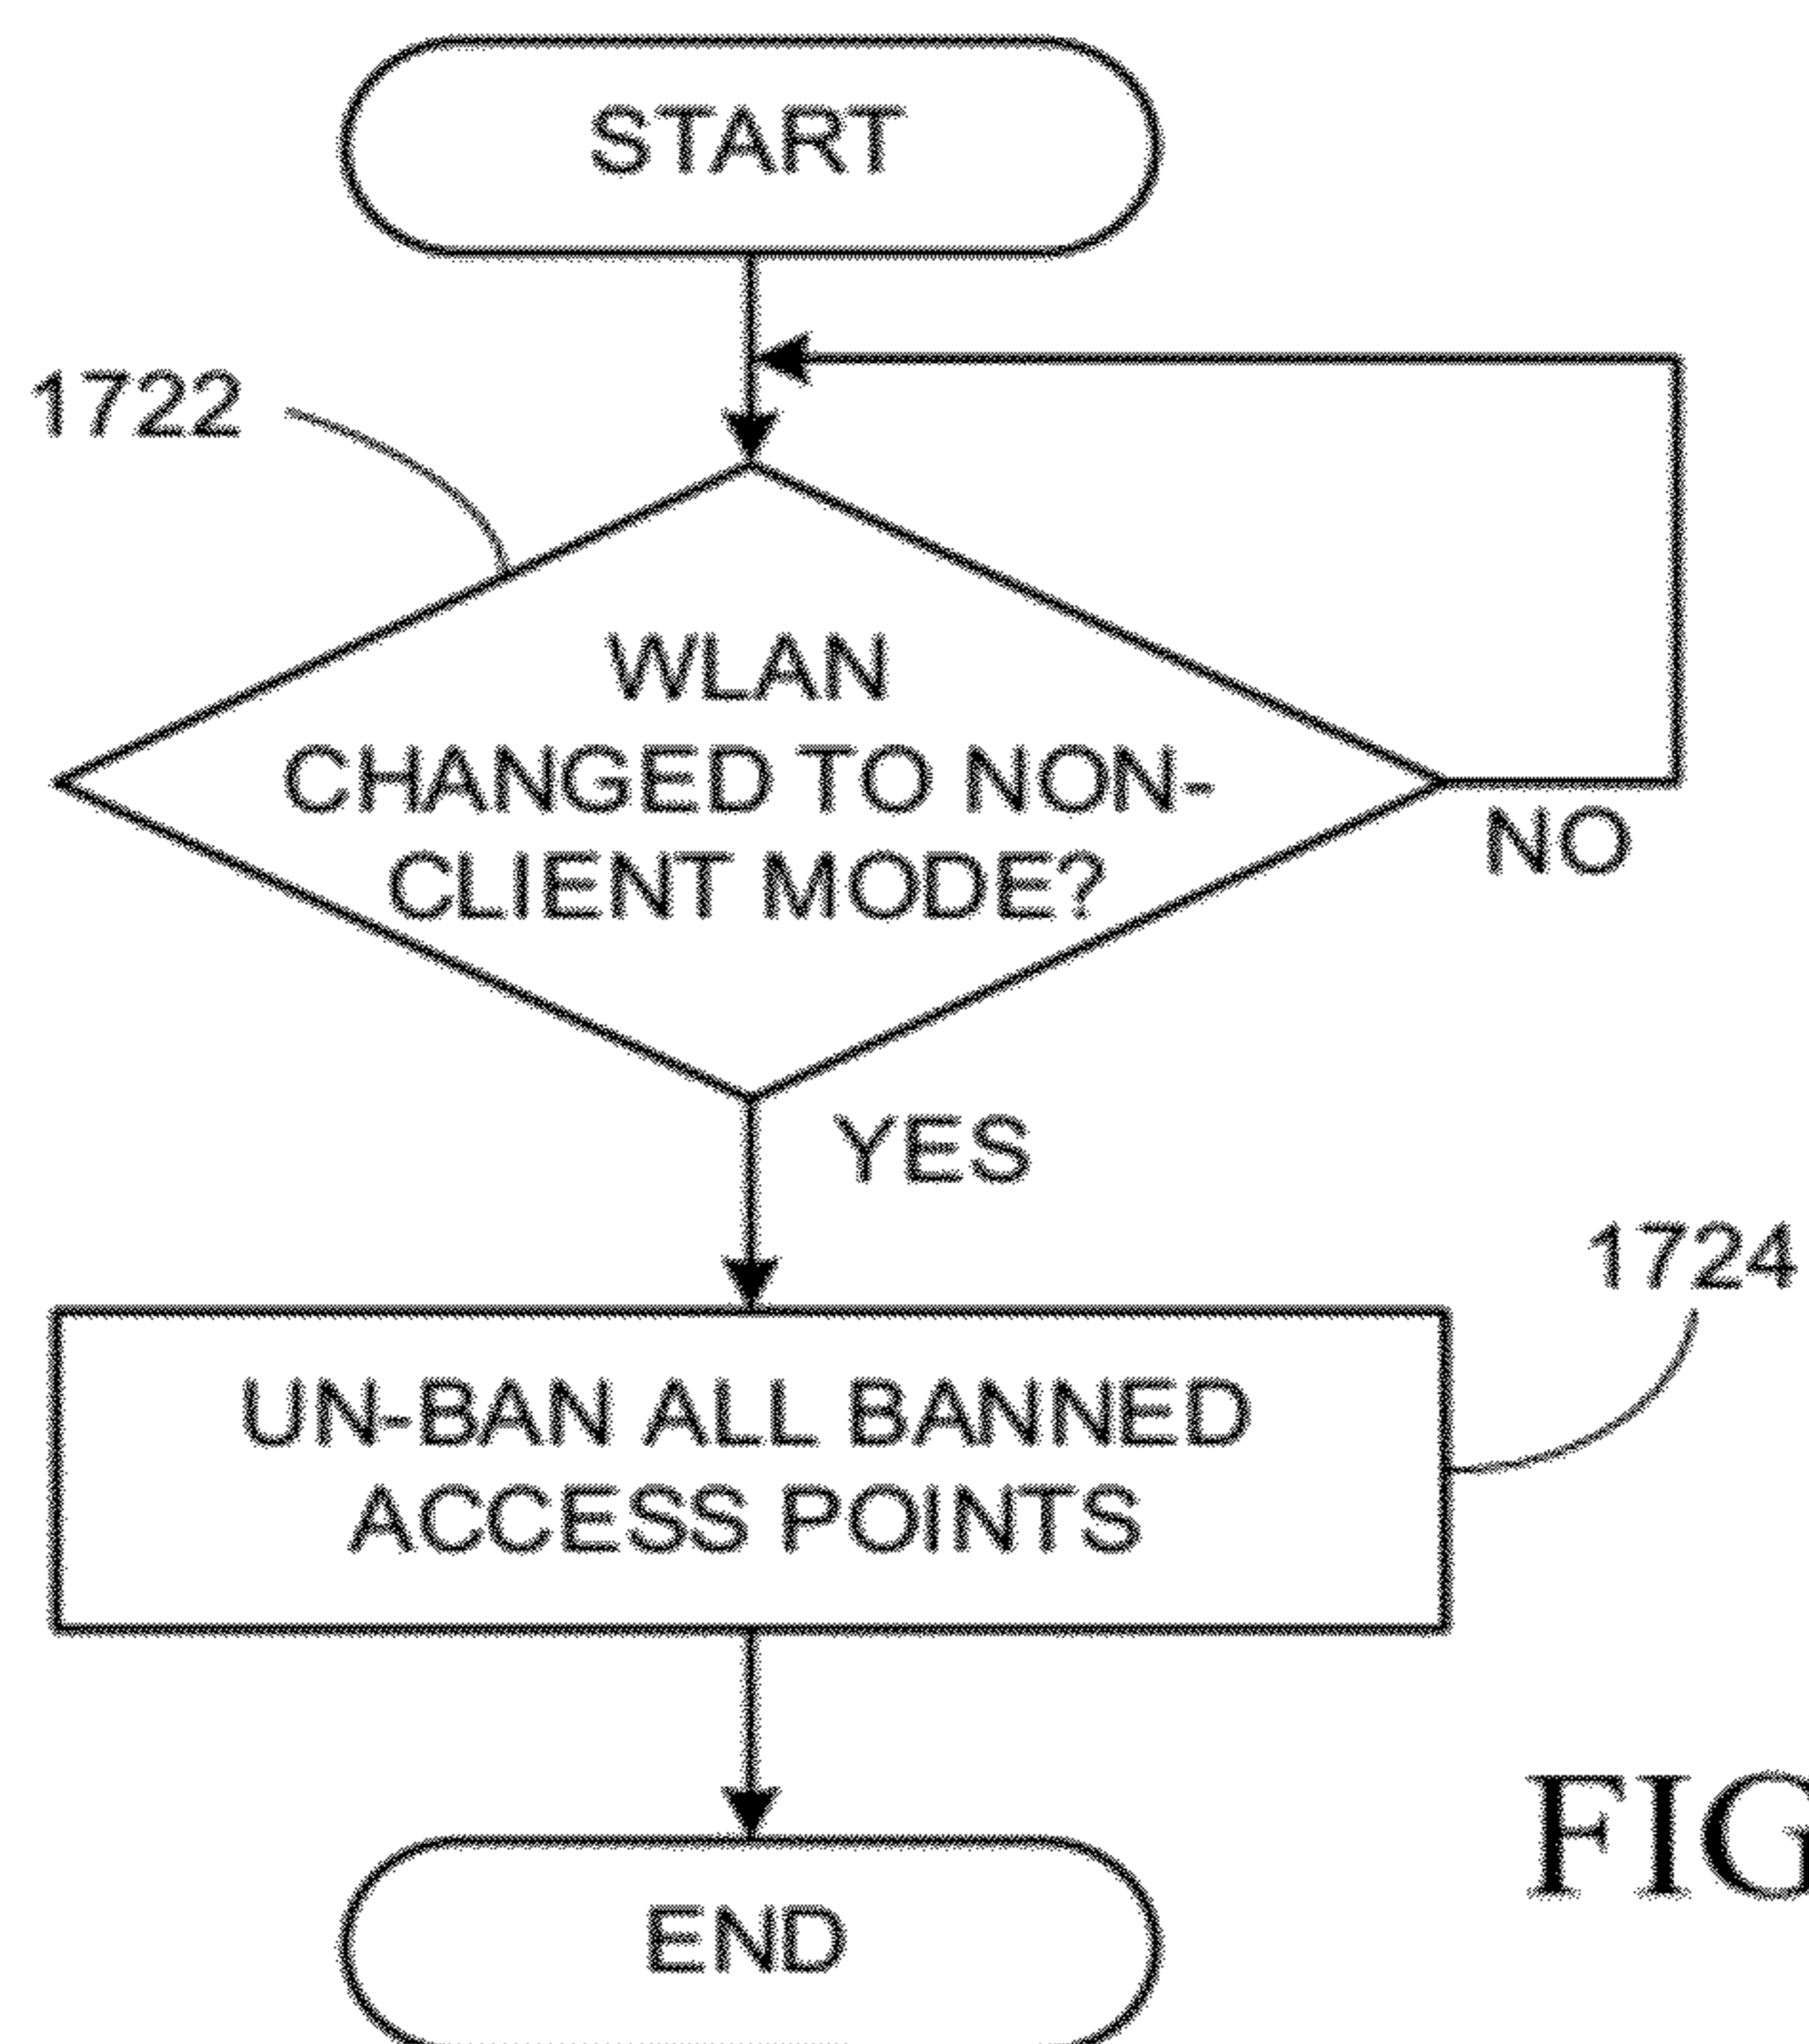 START
1722
WLAN
CHANGED TO NON-
CLIENT MODE?
NO
YES
1724
UN-BAN ALL BANNED
ACCESS POINTS
END
FIG